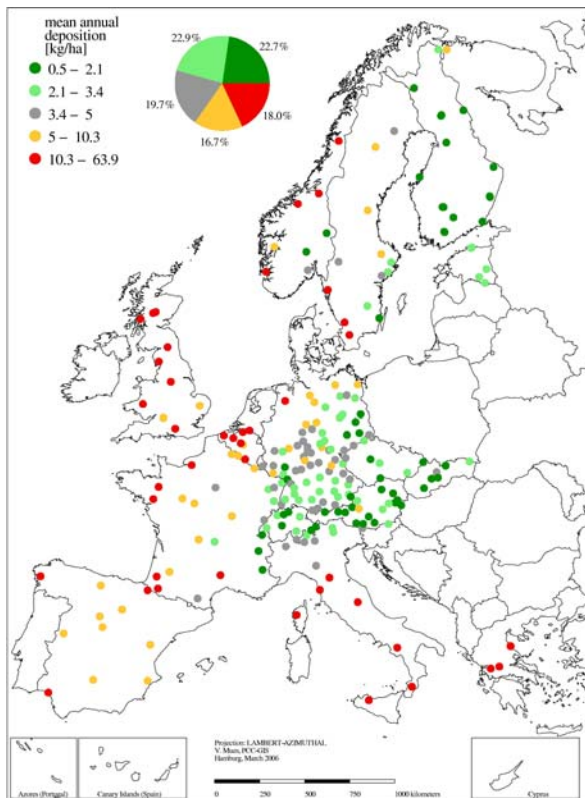 mean annual
deposition
[kg/ha]
0.5 – 2.1
2.1 – 3.4
3.4 – 5
5 – 10.3
10.3 – 63.9
22.9%
22.7%
19.7%
18.0%
16.7%
Projection: LAMBERT-AZIMUTHAL
V. Mues, PCC-GIS
Hamburg, March 2006
0 250 500 750 1000 kilometers
Azores (Portugal)
Canary Islands (Spain)
Cyprus